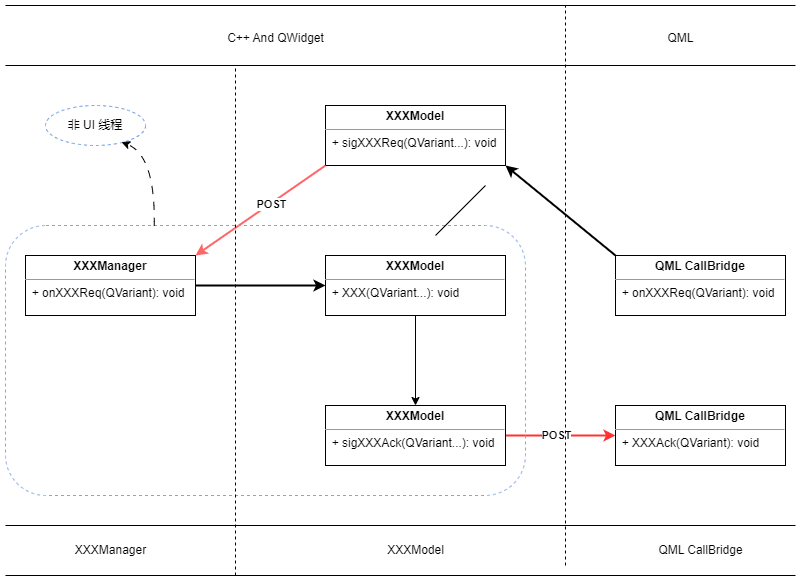 C++ And QWidget
QML
非 UI 线程
XXXModel
+ sigXXXReq(QVariant...): void
POST
XXXManager
+ onXXXReq(QVariant): void
XXXModel
+ XXX(QVariant...): void
QML CallBridge
+ onXXXReq(QVariant): void
XXXModel
+ sigXXXAck(QVariant...): void
POST
QML CallBridge
+ XXXAck(QVariant): void
XXXManager
XXXModel
QML CallBridge